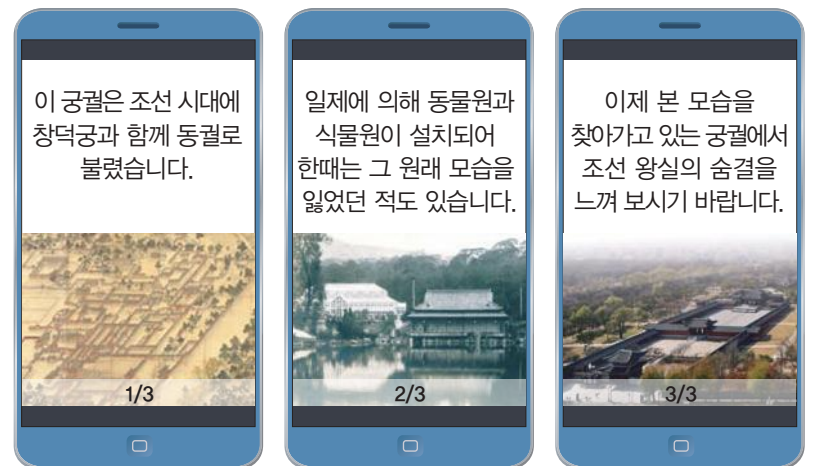 이 궁궐은 조선 시대에
창덕궁과 함께 동궐로
불렸습니다.
1/3
일제에 의해 동물원과
식물원이 설치되어
한때는 그 원래 모습을
잃었던 적도 있습니다.
2/3
이제 본 모습을
찾아가고 있는 궁궐에서
조선 왕실의 숨결을
느껴 보시기 바랍니다.
3/3